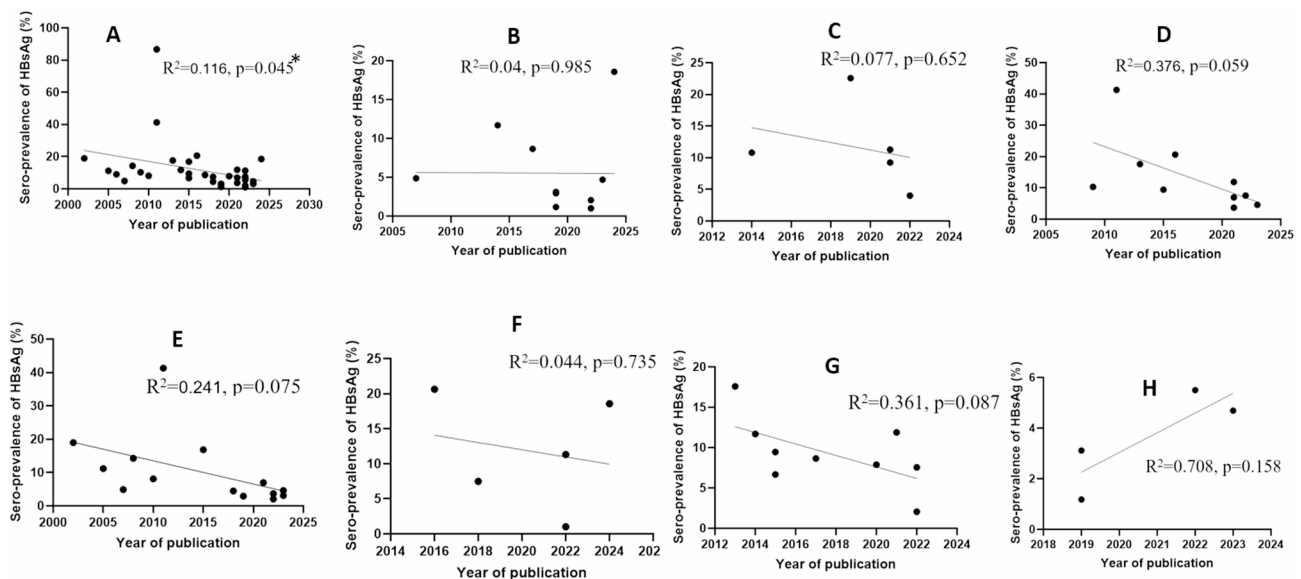 A
R²=0.116, p=0.045*
Sero-prevalence of HBsAg (%)
100
80
60
40
20
0
2000 2005 2010 2015 2020 2025 2030
Year of publication
B
R²=0.04, p=0.985
Sero-prevalence of HBsAg (%)
20
15
10
5
0
2005 2010 2015 2020 2025
Year of publication
C
R²=0.077, p=0.652
Sero-prevalence of HBsAg (%)
25
20
15
10
5
0
2012 2014 2016 2018 2020 2022 2024
Year of publication
D
R²=0.376, p=0.059
Sero-prevalence of HBsAg (%)
50
40
30
20
10
0
2005 2010 2015 2020 2025
Year of publication
E
R²=0.241, p=0.075
Sero-prevalence of HBsAg (%)
50
40
30
20
10
0
2000 2005 2010 2015 2020 2025
Year of publication
F
R²=0.044, p=0.735
Sero-prevalence of HBsAg (%)
25
20
15
10
5
0
2014 2016 2018 2020 2022 2024 202
Year of publication
G
R²=0.361, p=0.087
Sero-prevalence of HBsAg (%)
20
15
10
5
0
2012 2014 2016 2018 2020 2022 2024
Year of publication
H
R²=0.708, p=0.158
Sero-prevalence of HBsAg (%)
6
4
2
0
2018 2019 2020 2021 2022 2023 2024
Year of publication